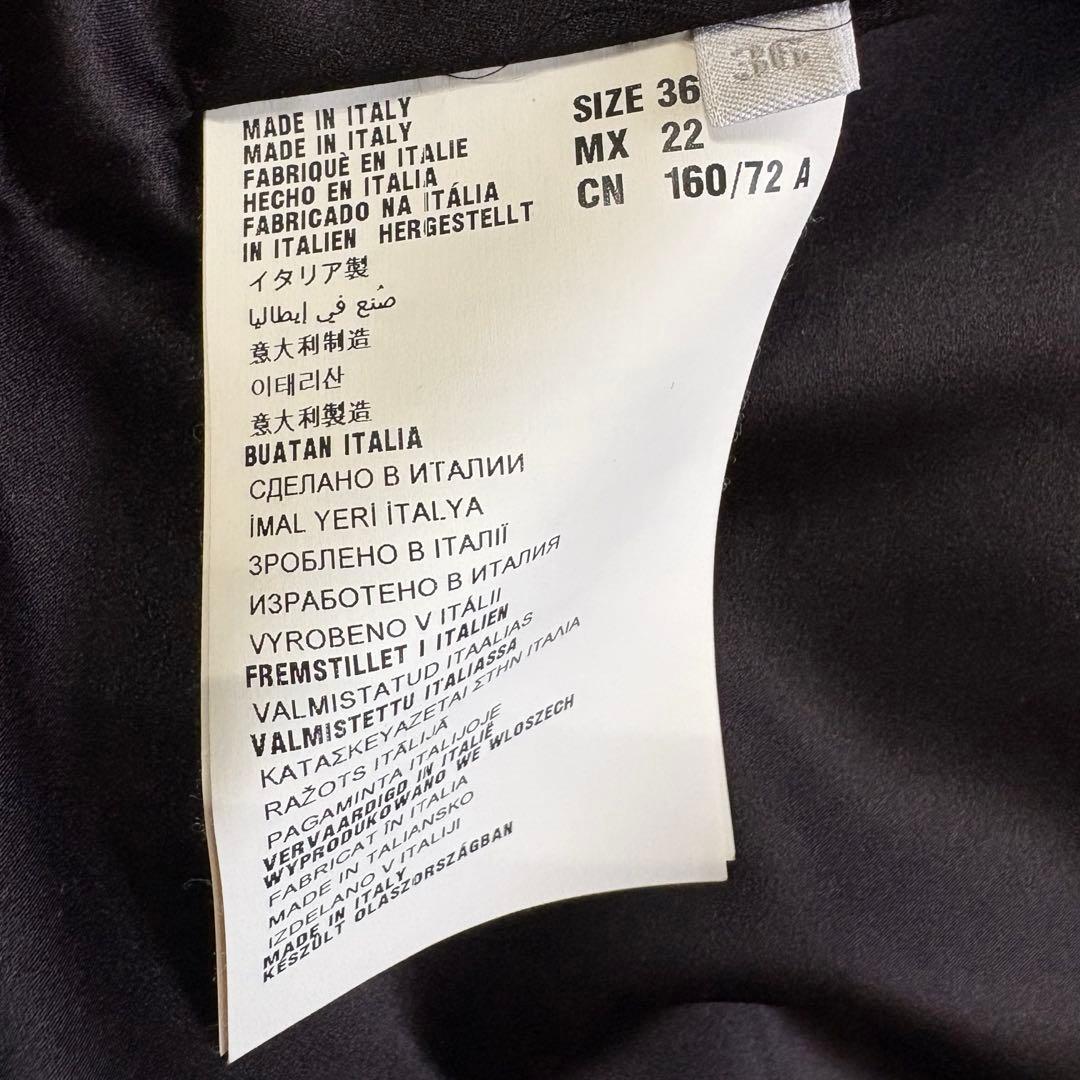 MADE IN ITALY
MADE IN ITALY
FABRIQUÈ EN ITALIE
HECHO EN ITALIA
FABRICADO NA ITÁLIA
IN ITALIEN HERGESTELLT
イタリア製
صُنع في إيطاليا
意大利制造
이태리산
意大利製造
BUATAN ITALIA
СДЕЛАНО В ИТАЛИИ
İMAL YERİ İTALYA
ЗРОБЛЕНО В ІТАЛІЇ
ИЗРАБОТЕНО В ИТАЛИЯ
VYROBENO V ITÁLII
FREMSTILLET I ITALIEN
VALMISTATUD ITAALIAS
VALMISTETTU ITALIASSA
ΚΑΤΑΣΚΕΥΑΖΕΤΑΙ ΣΤΗΝ ΙΤΑΛΙΑ
RAŽOTS ITĀLIJĀ
PAGAMINTA ITALIJOJE
VERVAARDIGD IN ITALIË
WYPRODUKOWANO WE WLOSZECH
FABRICAT ÎN ITALIA
MADE IN TALIANSKO
IZDELANO V ITALIJI
MADE IN ITALY
KÉSZÜLT OLASZORSZÁGBAN
SIZE 36
MX 22
CN 160/72 A